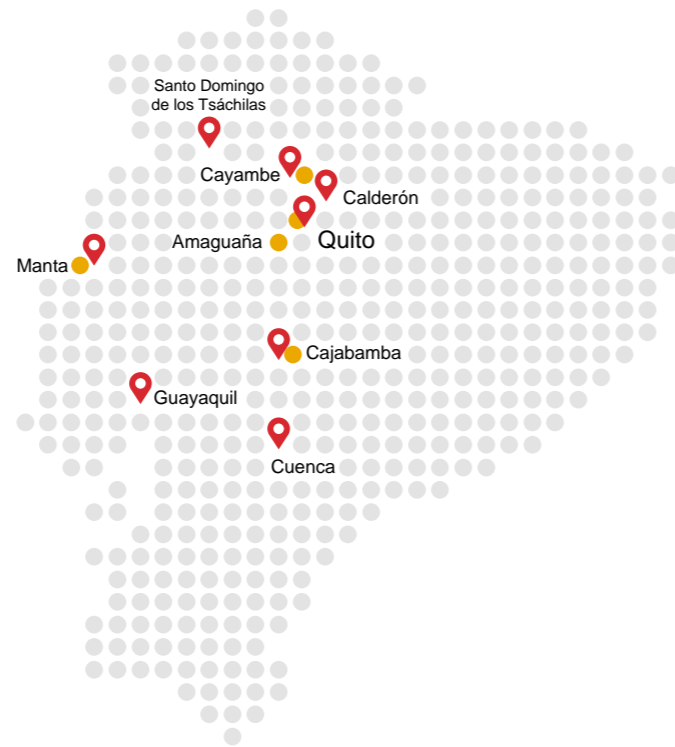 Santo Domingo
de los Tsáchilas
Cayambe
Calderón
Amaguaña
Quito
Manta
Cajabamba
Guayaquil
Cuenca